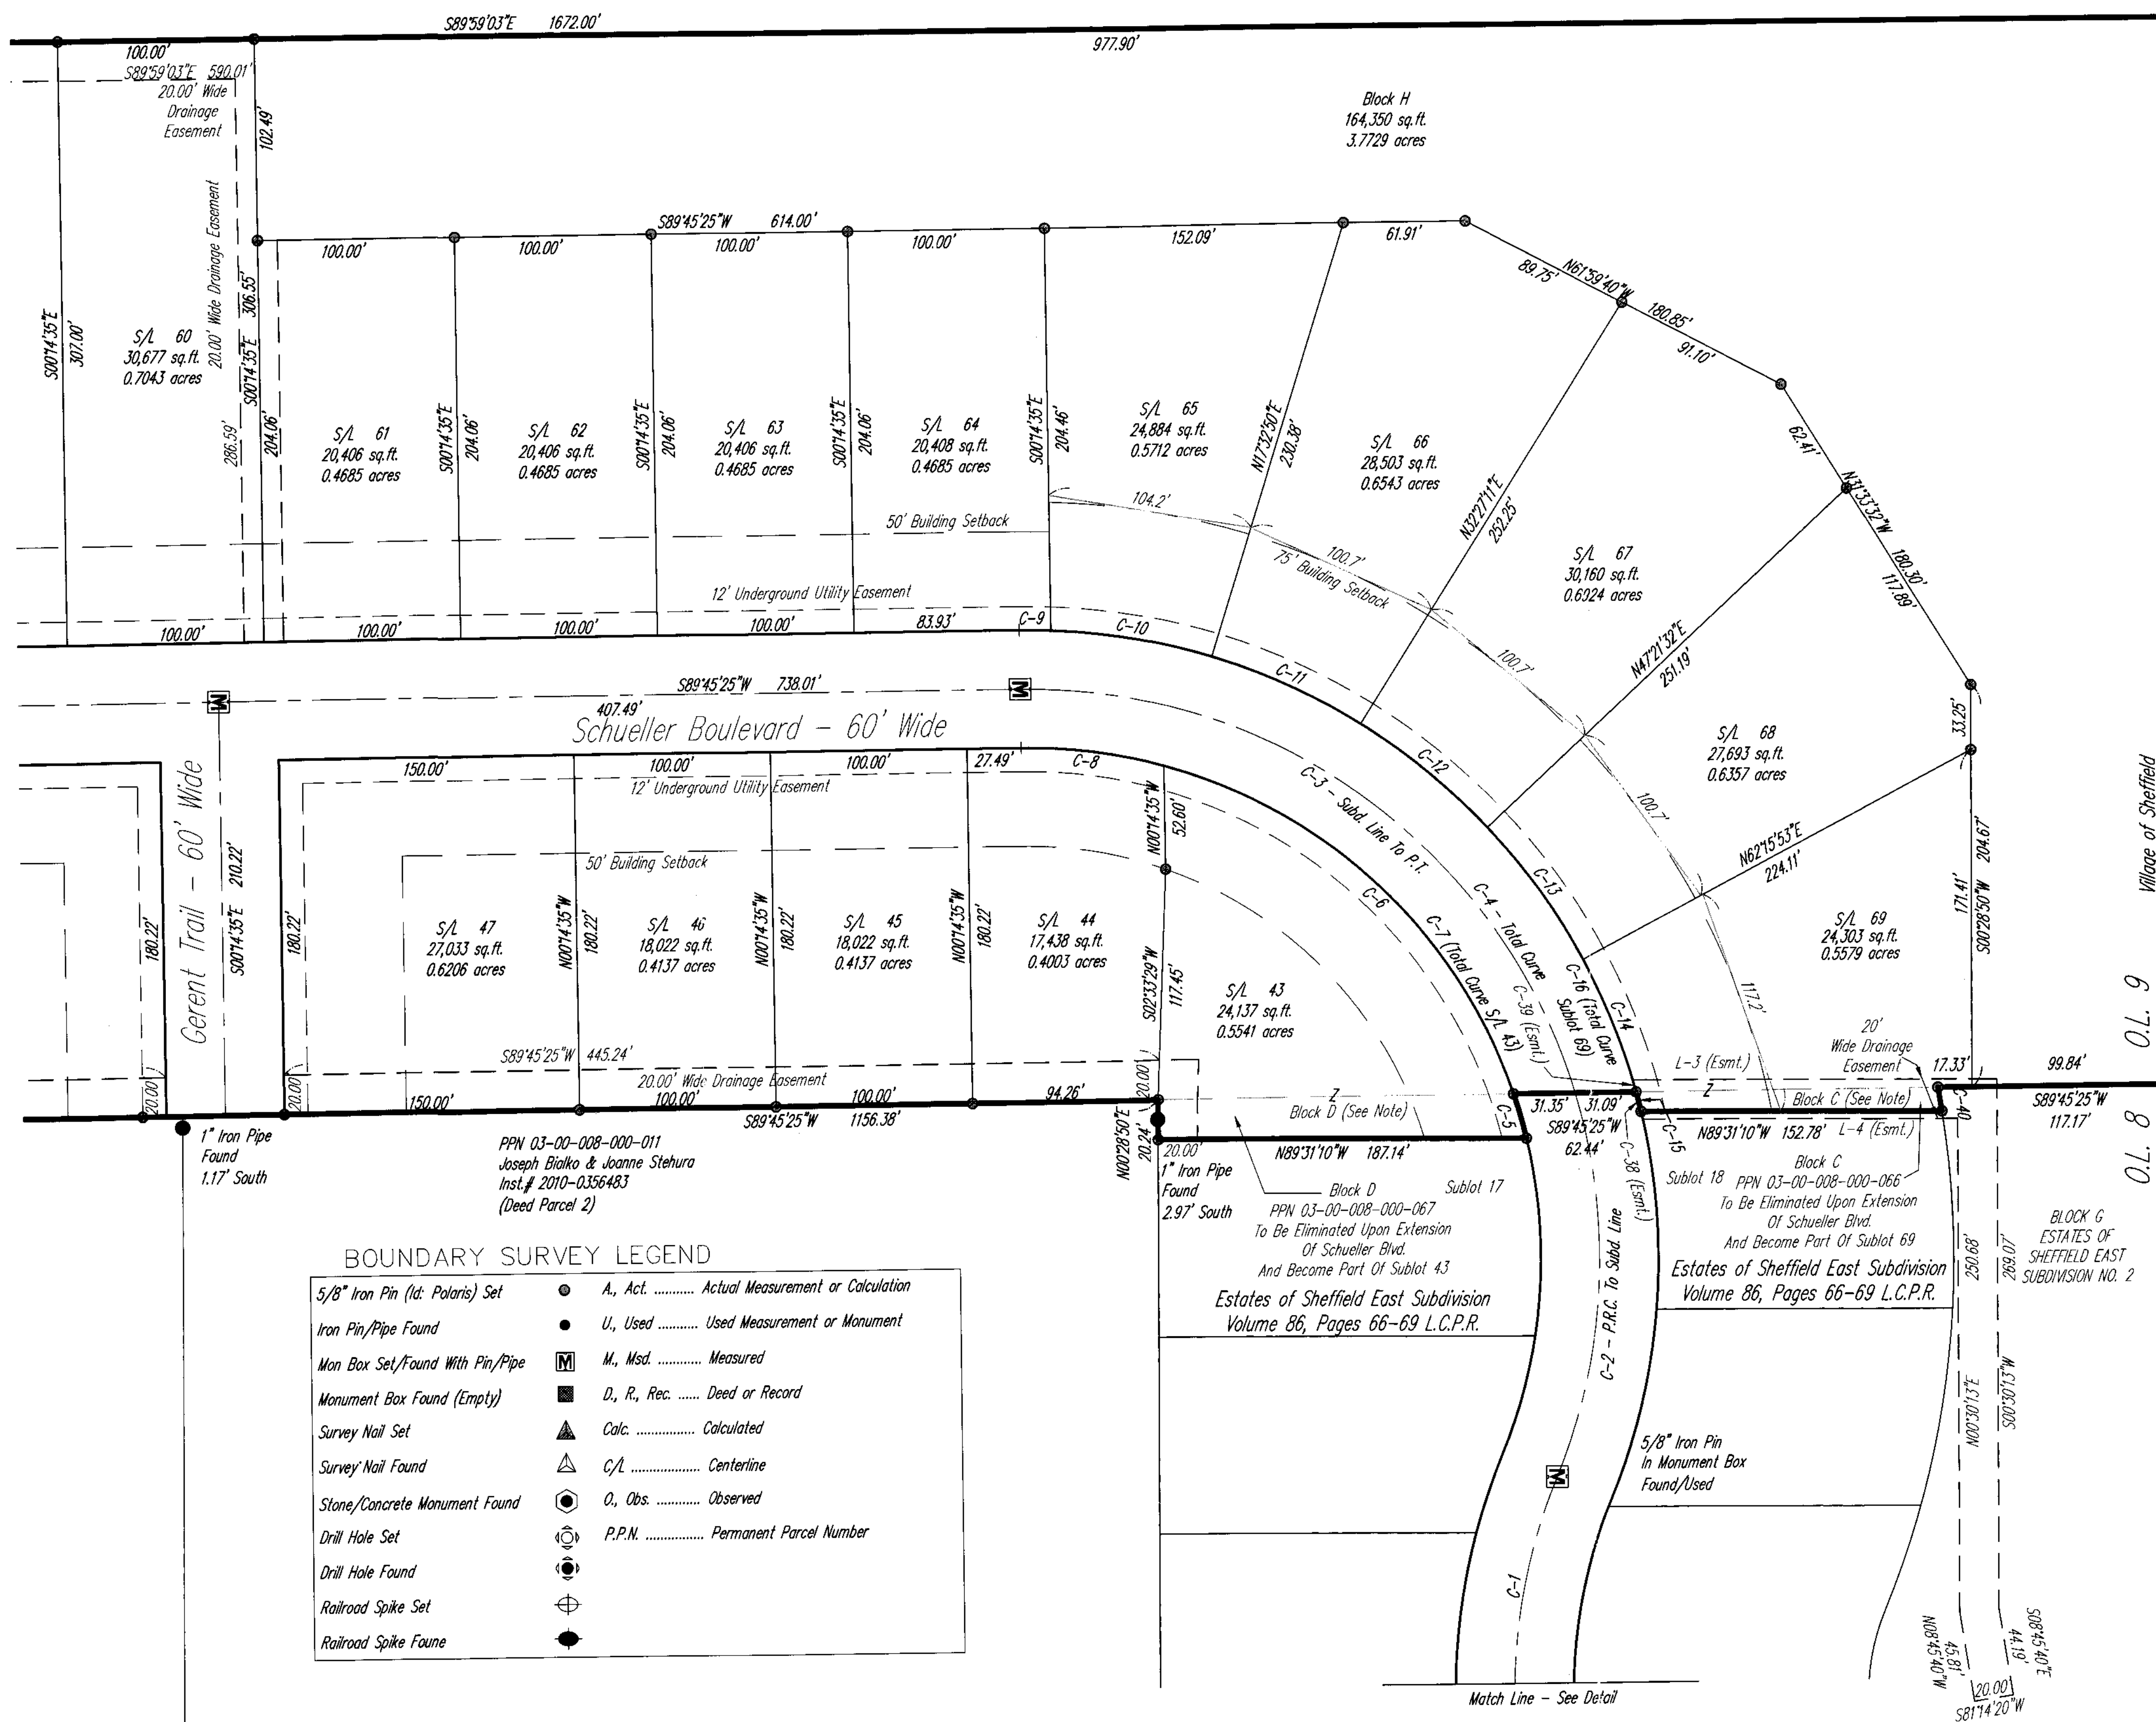 S89°59'03"E 1672.00'
100.00'
977.90'
S89°59'03"E 590.01'
20.00' Wide
Drainage
Easement
102.49'
20.00' Wide Drainage Easement
Block H
164,350 sq.ft.
3.7729 acres
S89°45'25"W 614.00'
100.00'
100.00'
100.00'
100.00'
152.09'
61.91'
89.75'
N61°59'40"W
180.85'
91.10'
62.41'
N31°33'32"W 180.30'
117.89'
33.25'
S00°14'35"E
307.00'
S/L 60
30,677 sq.ft.
0.7043 acres
S00°14'35"E 306.55'
286.59'
204.06'
S/L 61
20,406 sq.ft.
0.4685 acres
S00°14'35"E
204.06'
S/L 62
20,406 sq.ft.
0.4685 acres
S00°14'35"E
204.06'
S/L 63
20,406 sq.ft.
0.4685 acres
S00°14'35"E
204.06'
S/L 64
20,408 sq.ft.
0.4685 acres
S00°14'35"E
204.46'
S/L 65
24,884 sq.ft.
0.5712 acres
N17°32'50"E
230.38'
S/L 66
28,503 sq.ft.
0.6543 acres
N32°27'11"E
252.25'
S/L 67
30,160 sq.ft.
0.6924 acres
N47°21'32"E
251.19'
S/L 68
27,693 sq.ft.
0.6357 acres
N62°15'53"E
224.11'
S/L 69
24,303 sq.ft.
0.5579 acres
171.41'
S00°28'50"W 204.67'
Village of Sheffield
O.L. 9
O.L. 8
50' Building Setback
104.2'
100.7'
75' Building Setback
100.7'
100.7'
117.2'
12' Underground Utility Easement
100.00'
100.00'
100.00'
100.00'
83.93'
C-9
C-10
C-11
C-12
C-13
C-14
C-16 (Total Curve
Sublot 69)
M
S89°45'25"W 738.01'
M
407.49'
Schueller Boulevard - 60' Wide
C-3 - Subd. Line To P.T.
C-4 - Total Curve
C-39 (Esmt.)
Gerent Trail - 60' Wide
180.22'
S00°14'35"E 210.22'
180.22'
150.00'
100.00'
100.00'
27.49'
C-8
12' Underground Utility Easement
50' Building Setback
C-6
C-7 (Total Curve S/L 43)
C-5
S/L 47
27,033 sq.ft.
0.6206 acres
N00°14'35"W
180.22'
S/L 46
18,022 sq.ft.
0.4137 acres
N00°14'35"W
180.22'
S/L 45
18,022 sq.ft.
0.4137 acres
N00°14'35"W
180.22'
S/L 44
17,438 sq.ft.
0.4003 acres
N00°14'35"W
52.60'
S02°33'29"W
117.45'
S/L 43
24,137 sq.ft.
0.5541 acres
S89°45'25"W 445.24'
20.00' Wide Drainage Easement
20.00'
20.00'
20.00'
150.00'
100.00'
100.00'
94.26'
S89°45'25"W 1156.38'
Z
Block D (See Note)
31.35'
31.09'
S89°45'25"W
62.44'
C-38 (Esmt.)
C-15
L-3 (Esmt.)
Z
20'
Wide Drainage
Easement
17.33'
99.84'
S89°45'25"W
117.17'
Block C (See Note)
C-40
N89°31'10"W 152.78'
L-4 (Esmt.)
N00°28'50"E
20.24'
20.00'
N89°31'10"W 187.14'
1" Iron Pipe
Found
1.17' South
PPN 03-00-008-000-011
Joseph Bialko & Joanne Stehura
Inst.# 2010-0356483
(Deed Parcel 2)
1" Iron Pipe
Found
2.97' South
Block D
Sublot 17
PPN 03-00-008-000-067
To Be Eliminated Upon Extension
Of Schueller Blvd.
And Become Part Of Sublot 43
Estates of Sheffield East Subdivision
Volume 86, Pages 66-69 L.C.P.R.
Block C
Sublot 18
PPN 03-00-008-000-066
To Be Eliminated Upon Extension
Of Schueller Blvd.
And Become Part Of Sublot 69
Estates of Sheffield East Subdivision
Volume 86, Pages 66-69 L.C.P.R.
BLOCK G
ESTATES OF
SHEFFIELD EAST
SUBDIVISION NO. 2
250.68'
269.07'
N00°30'13"E
S00°30'13"W
C-2 - P.R.C. To Subd. Line
M
5/8" Iron Pin
In Monument Box
Found/Used
C-1
N08°45'40"W
45.81'
S08°45'40"E
44.19'
20.00
S81°14'20"W
Match Line - See Detail
BOUNDARY SURVEY LEGEND
5/8" Iron Pin (Id: Polaris) Set
A., Act. ........... Actual Measurement or Calculation
Iron Pin/Pipe Found
U., Used ........... Used Measurement or Monument
Mon Box Set/Found With Pin/Pipe
M
M., Msd. ............ Measured
Monument Box Found (Empty)
D., R., Rec. ...... Deed or Record
Survey Nail Set
Calc. ................ Calculated
Survey Nail Found
C/L ................... Centerline
Stone/Concrete Monument Found
O., Obs. ............ Observed
Drill Hole Set
P.P.N. ................ Permanent Parcel Number
Drill Hole Found
Railroad Spike Set
Railroad Spike Foune